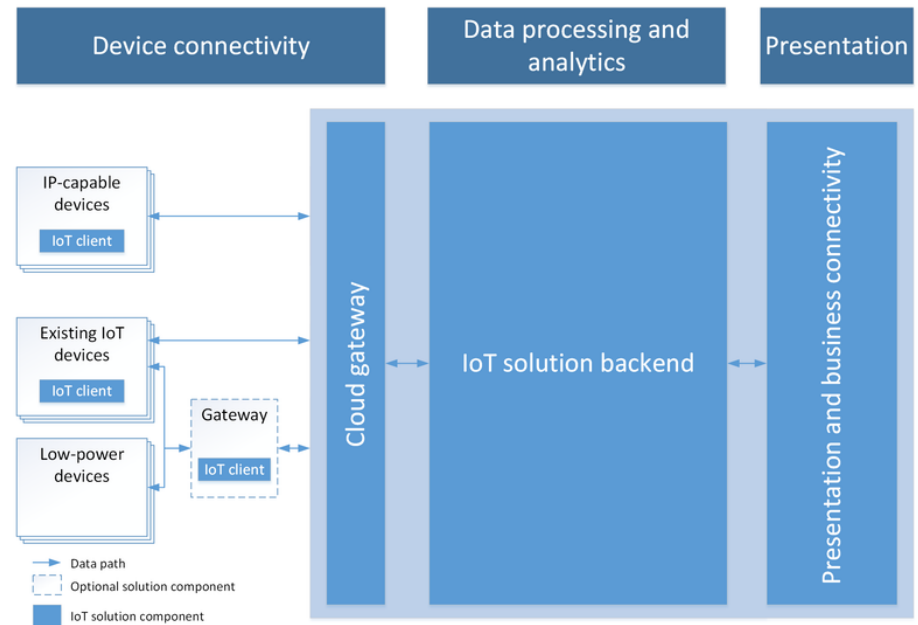 Device connectivity
Data processing and
analytics
Presentation
IP-capable
devices
IoT client
Existing IoT
devices
IoT client
Low-power
devices
Gateway
IoT client
Cloud gateway
IoT solution backend
Presentation and business connectivity
Data path
Optional solution component
IoT solution component